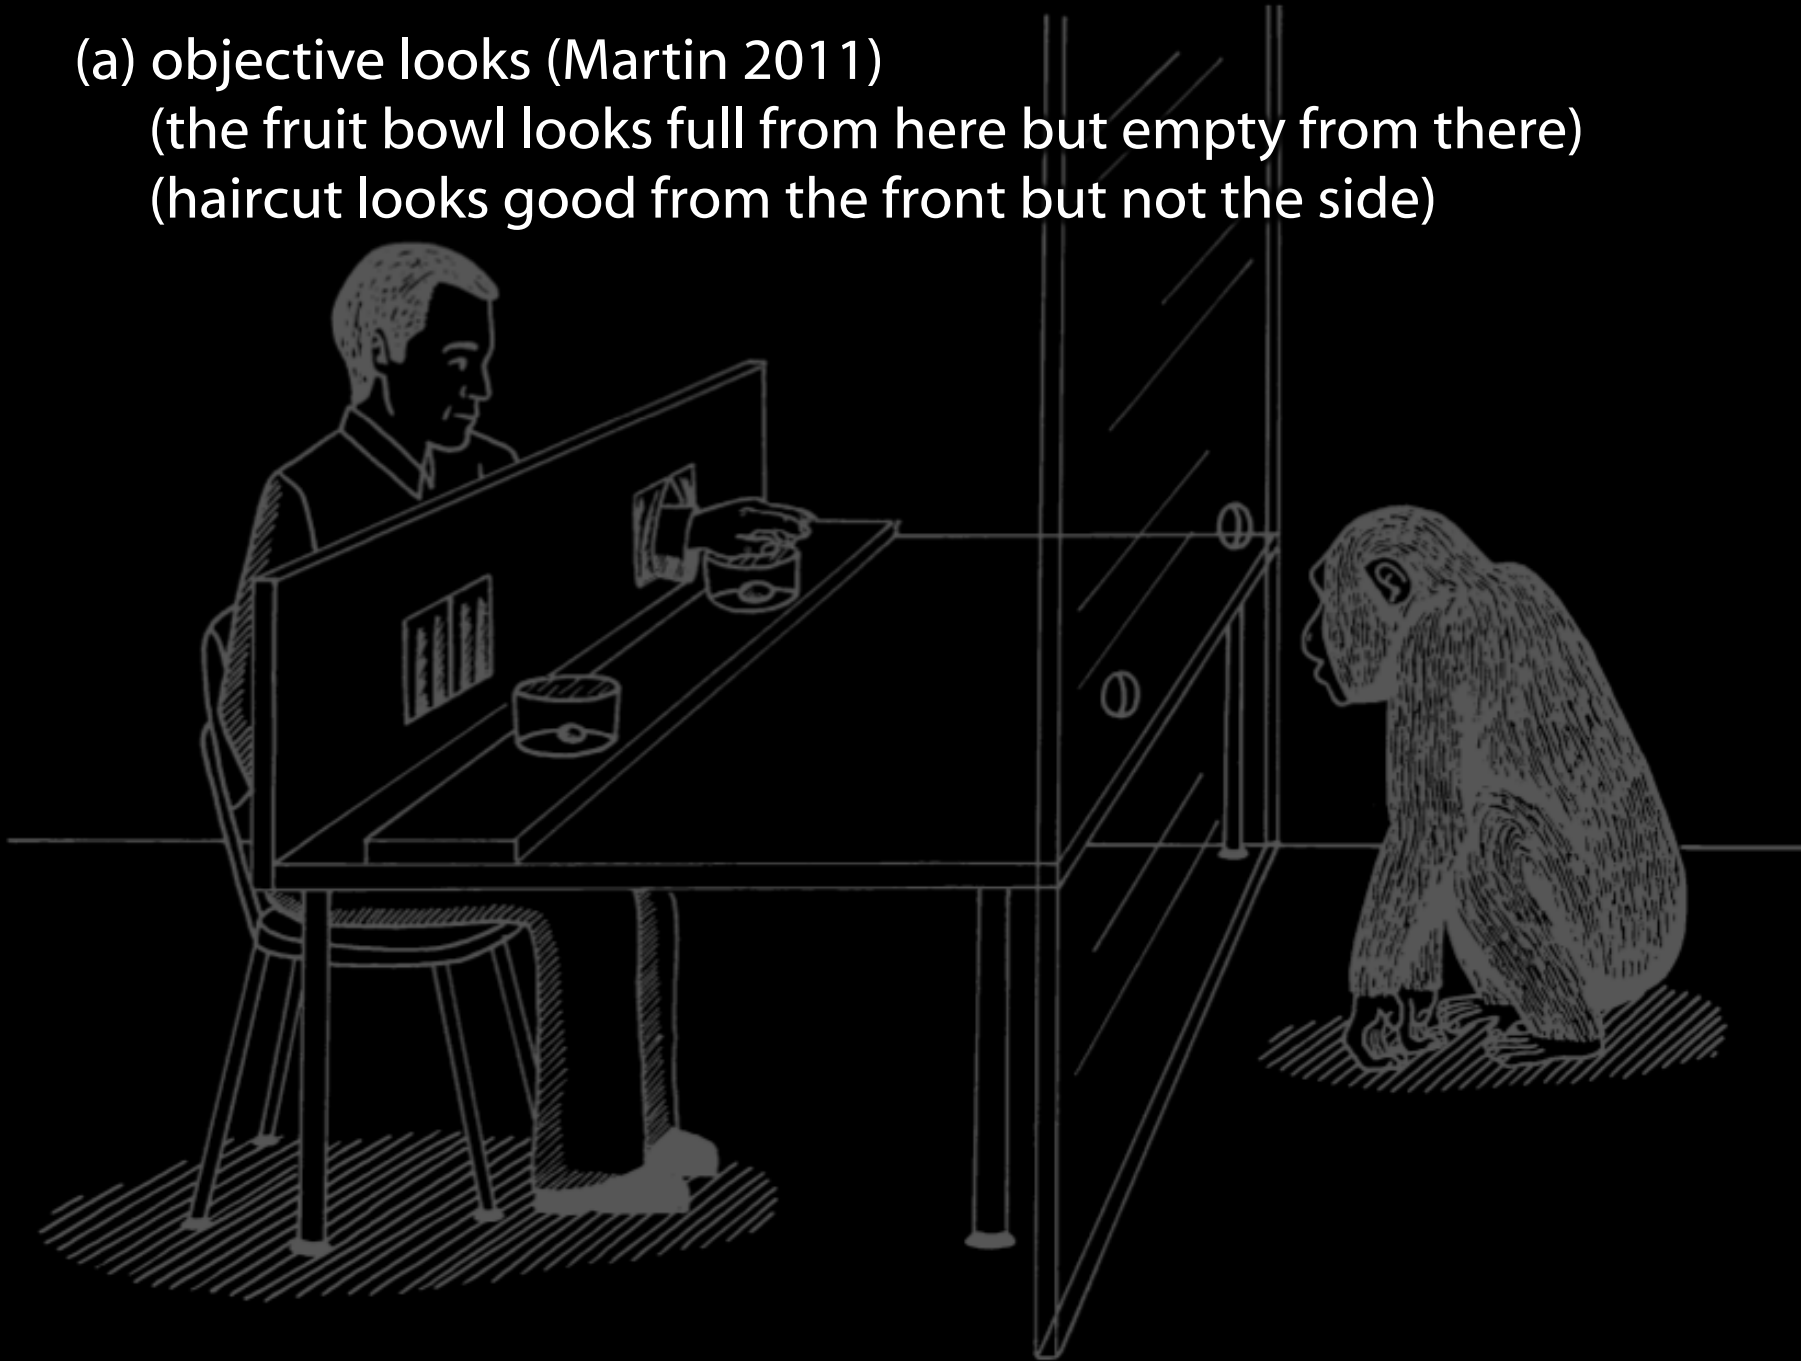 (a) objective looks (Martin 2011)
(the fruit bowl looks full from here but empty from there)
(haircut looks good from the front but not the side)